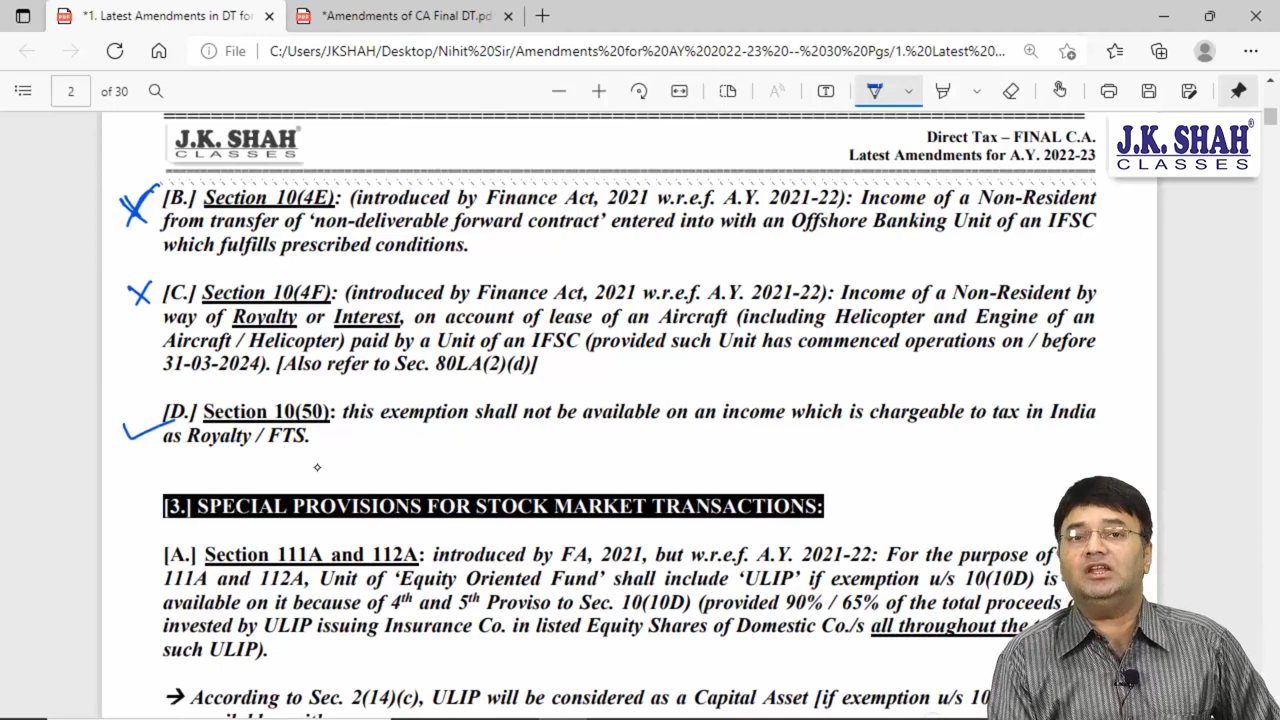 *1. Latest Amendments in DT for
*Amendments of CA Final DT.pd
File
C:/Users/JKSHAH/Desktop/Nihit%20Sir/Amendments%20for%20AY%202022-23%20--%2030%20Pgs/1.%20Latest%20...
2
of 30
J.K. SHAH®
CLASSES
Direct Tax – FINAL C.A.
Latest Amendments for A.Y. 2022-23
J.K. SHAH®
CLASSES
[B.] Section 10(4E): (introduced by Finance Act, 2021 w.r.e.f. A.Y. 2021-22): Income of a Non-Resident
from transfer of ‘non-deliverable forward contract’ entered into with an Offshore Banking Unit of an IFSC
which fulfills prescribed conditions.
[C.] Section 10(4F): (introduced by Finance Act, 2021 w.r.e.f. A.Y. 2021-22): Income of a Non-Resident by
way of Royalty or Interest, on account of lease of an Aircraft (including Helicopter and Engine of an
Aircraft / Helicopter) paid by a Unit of an IFSC (provided such Unit has commenced operations on / before
31-03-2024). [Also refer to Sec. 80LA(2)(d)]
[D.] Section 10(50): this exemption shall not be available on an income which is chargeable to tax in India
as Royalty / FTS.
[3.] SPECIAL PROVISIONS FOR STOCK MARKET TRANSACTIONS:
[A.] Section 111A and 112A: introduced by FA, 2021, but w.r.e.f. A.Y. 2021-22: For the purpose of
111A and 112A, Unit of ‘Equity Oriented Fund’ shall include ‘ULIP’ if exemption u/s 10(10D) is
available on it because of 4th and 5th Proviso to Sec. 10(10D) (provided 90% / 65% of the total proceeds
invested by ULIP issuing Insurance Co. in listed Equity Shares of Domestic Co./s all throughout the
such ULIP).
→ According to Sec. 2(14)(c), ULIP will be considered as a Capital Asset [if exemption u/s